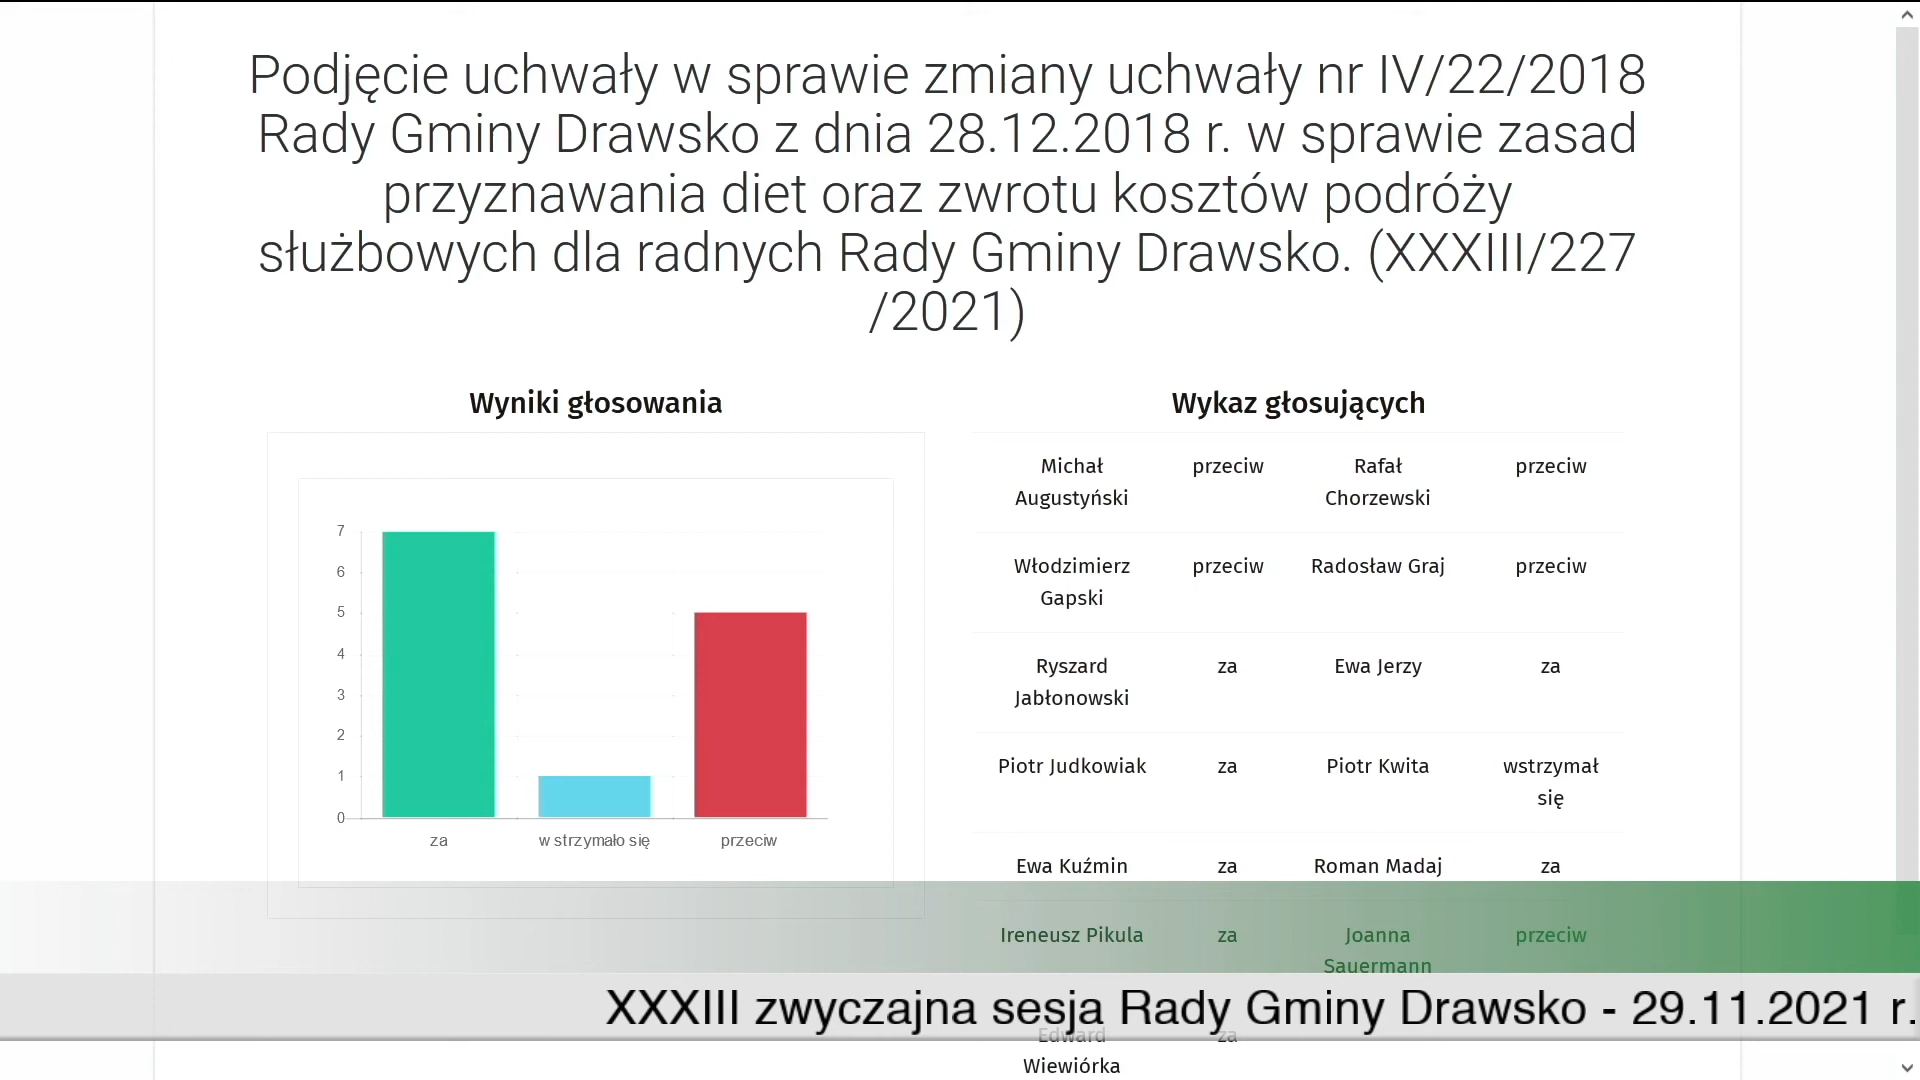 Podjęcie uchwały w sprawie zmiany uchwały nr IV/22/2018
Rady Gminy Drawsko z dnia 28.12.2018 r. w sprawie zasad
przyznawania diet oraz zwrotu kosztów podróży
służbowych dla radnych Rady Gminy Drawsko. (XXXIII/227
/2021)
Wyniki głosowania
7
6
5
4
3
2
1
0
za w strzymało się przeciw
Wykaz głosujących
Michał przeciw Rafał przeciw
Augustyński Chorzewski
Włodzimierz przeciw Radosław Graj przeciw
Gapski
Ryszard za Ewa Jerzy za
Jabłonowski
Piotr Judkowiak za Piotr Kwita wstrzymał
się
Ewa Kuźmin za Roman Madaj za
Ireneusz Pikula za Joanna przeciw
Sauermann
XXXIII zwyczajna sesja Rady Gminy Drawsko - 29.11.2021 r.
Edward za
Wiewiórka